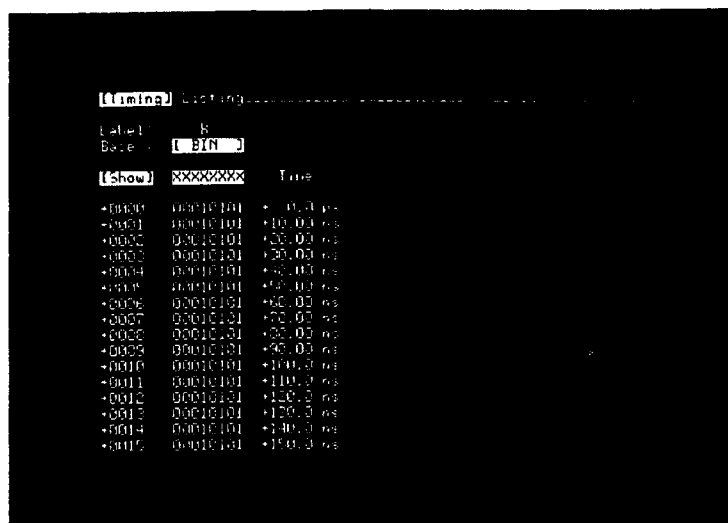 [Timing] Listing
Label B
Base [ BIN ]
[Show] XXXXXXXX Time
+0000 00010101 + 0.0 ps
+0001 00010101 +10.00 ns
+0002 00010101 +20.00 ns
+0003 00010101 +30.00 ns
+0004 00010101 +40.00 ns
+0005 00010101 +50.00 ns
+0006 00010101 +60.00 ns
+0007 00010101 +70.00 ns
+0008 00010101 +80.00 ns
+0009 00010101 +90.00 ns
+0010 00010101 +100.0 ns
+0011 00010101 +110.0 ns
+0012 00010101 +120.0 ns
+0013 00010101 +130.0 ns
+0014 00010101 +140.0 ns
+0015 00010101 +150.0 ns